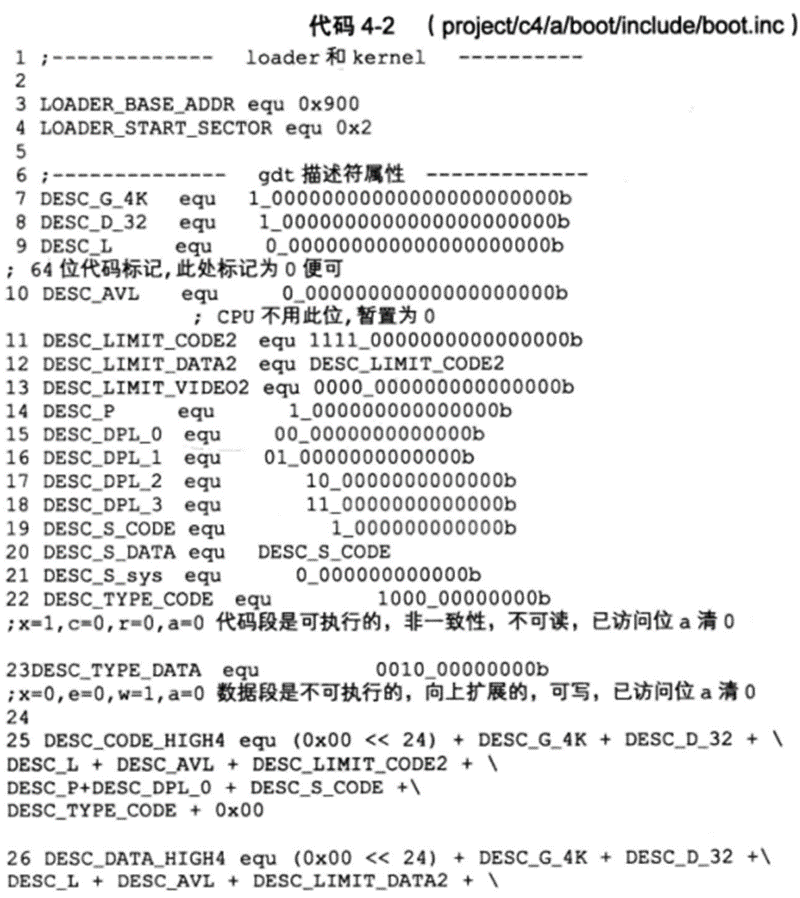 代码 4-2 （project/c4/a/boot/include/boot.inc）
1 ;-------------   loader 和 kernel   ----------
2
3 LOADER_BASE_ADDR equ 0x900
4 LOADER_START_SECTOR equ 0x2
5
6 ;--------------   gdt 描述符属性  -------------
7 DESC_G_4K   equ   1_00000000000000000000000b
8 DESC_D_32   equ   1_0000000000000000000000b
9 DESC_L     equ    0_000000000000000000000b
; 64 位代码标记,此处标记为 0 便可
10 DESC_AVL   equ     0_00000000000000000000b
; CPU 不用此位,暂置为 0
11 DESC_LIMIT_CODE2  equ 1111_0000000000000000b
12 DESC_LIMIT_DATA2  equ DESC_LIMIT_CODE2
13 DESC_LIMIT_VIDEO2 equ 0000_000000000000000b
14 DESC_P     equ      1_000000000000000b
15 DESC_DPL_0  equ    00_0000000000000b
16 DESC_DPL_1  equ   01_0000000000000b
17 DESC_DPL_2  equ       10_0000000000000b
18 DESC_DPL_3  equ       11_0000000000000b
19 DESC_S_CODE equ        1_000000000000b
20 DESC_S_DATA equ   DESC_S_CODE
21 DESC_S_sys  equ      0_000000000000b
22 DESC_TYPE_CODE  equ        1000_00000000b
;x=1,c=0,r=0,a=0 代码段是可执行的，非一致性，不可读，已访问位 a 清 0
23DESC_TYPE_DATA  equ         0010_00000000b
;x=0,e=0,w=1,a=0 数据段是不可执行的，向上扩展的，可写，已访问位 a 清 0
24
25 DESC_CODE_HIGH4 equ (0x00 << 24) + DESC_G_4K + DESC_D_32 + \
DESC_L + DESC_AVL + DESC_LIMIT_CODE2 + \
DESC_P+DESC_DPL_0 + DESC_S_CODE +\
DESC_TYPE_CODE + 0x00
26 DESC_DATA_HIGH4 equ (0x00 << 24) + DESC_G_4K + DESC_D_32 +\
DESC_L + DESC_AVL + DESC_LIMIT_DATA2 + \